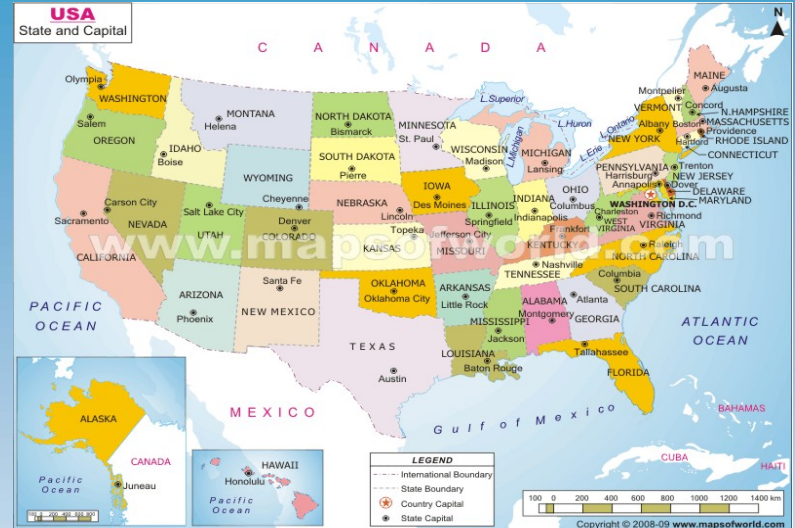 USA
State and Capital
N
C A N A D A
Olympia
WASHINGTON
Salem
OREGON
MONTANA
Helena
IDAHO
Boise
NORTH DAKOTA
Bismarck
MINNESOTA
St. Paul
L.Superior
L.Huron
L.Michigan
L.Ontario
L.Erie
MAINE
Augusta
Montpelier
VERMONT
Concord
N.HAMPSHIRE
Albany
Boston
MASSACHUSETTS
NEW YORK
Hartford
Providence
RHODE ISLAND
CONNECTICUT
WISCONSIN
Madison
MICHIGAN
Lansing
SOUTH DAKOTA
Pierre
WYOMING
Cheyenne
IOWA
Des Moines
PENNSYLVANIA
Harrisburg
Trenton
NEW JERSEY
Annapolis
Dover
DELAWARE
MARYLAND
WASHINGTON D.C.
Carson City
NEVADA
Sacramento
CALIFORNIA
Salt Lake City
UTAH
Denver
COLORADO
NEBRASKA
Lincoln
Topeka
KANSAS
ILLINOIS
Springfield
INDIANA
Indianapolis
OHIO
Columbus
Charleston
WEST
VIRGINIA
Richmond
VIRGINIA
Jefferson City
MISSOURI
Frankfort
KENTUCKY
www.mapsofworld.com
Raleigh
NORTH CAROLINA
Nashville
TENNESSEE
Columbia
SOUTH CAROLINA
ARIZONA
Phoenix
Santa Fe
NEW MEXICO
OKLAHOMA
Oklahoma City
ARKANSAS
Little Rock
MISSISSIPPI
Jackson
ALABAMA
Montgomery
Atlanta
GEORGIA
TEXAS
Austin
LOUISIANA
Baton Rouge
Tallahassee
FLORIDA
PACIFIC
OCEAN
ATLANTIC
OCEAN
MEXICO
Gulf of Mexico
BAHAMAS
CUBA
HAITI
ALASKA
CANADA
Pacific
Ocean
Juneau
HAWAII
Honolulu
Pacific
Ocean
LEGEND
International Boundary
State Boundary
Country Capital
State Capital
100 0 200 400 600 800 1000 1200 1400 km
Copyright © 2008-09 www.mapsofworld.com